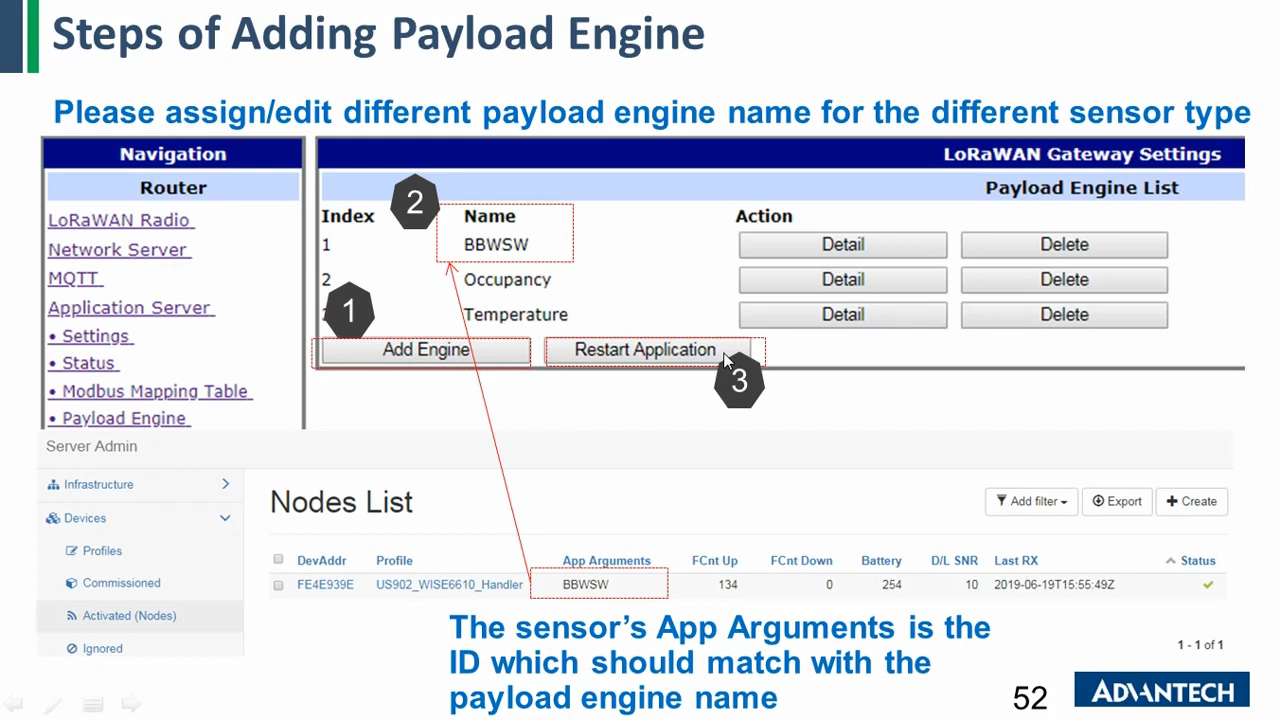 Steps of Adding Payload Engine
Please assign/edit different payload engine name for the different sensor type
Navigation
Router
LoRaWAN Radio
Network Server
MQTT
Application Server
• Settings
• Status
• Modbus Mapping Table
• Payload Engine
LoRaWAN Gateway Settings
Payload Engine List
Index Name Action
1 BBWSW Detail Delete
2 Occupancy Detail Delete
Temperature Detail Delete
Add Engine Restart Application
2
1
3
Server Admin
Infrastructure
Devices
Profiles
Commissioned
Activated (Nodes)
Ignored
Nodes List
Add filter Export Create
DevAddr Profile App Arguments FCnt Up FCnt Down Battery D/L SNR Last RX Status
FE4E939E US902_WISE6610_Handler BBWSW 134 0 254 10 2019-06-19T15:55:49Z
1 - 1 of 1
The sensor's App Arguments is the
ID which should match with the
payload engine name
52
ADVANTECH